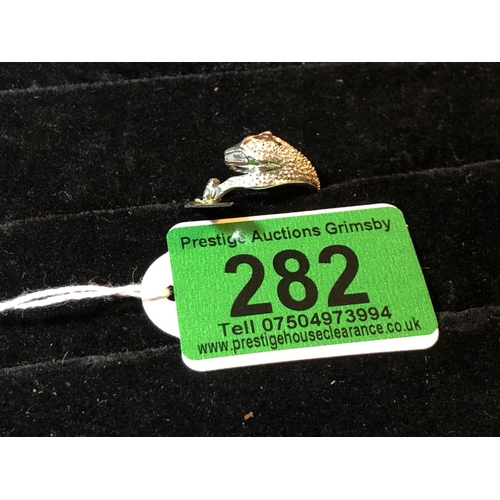 Prestige Auctions Grimsby
282
Tell 07504973994
www.prestigehouseclearance.co.uk